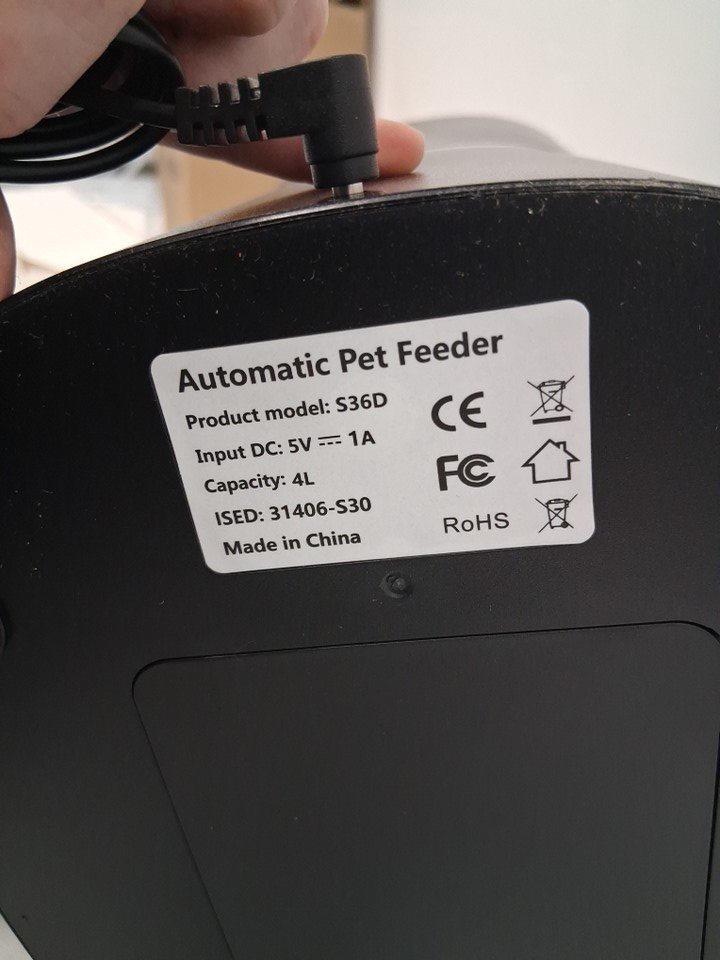 Automatic Pet Feeder
Product model: S36D
Input DC: 5V ⎓ 1A
Capacity: 4L
ISED: 31406-S30
Made in China
CE
FC
RoHS